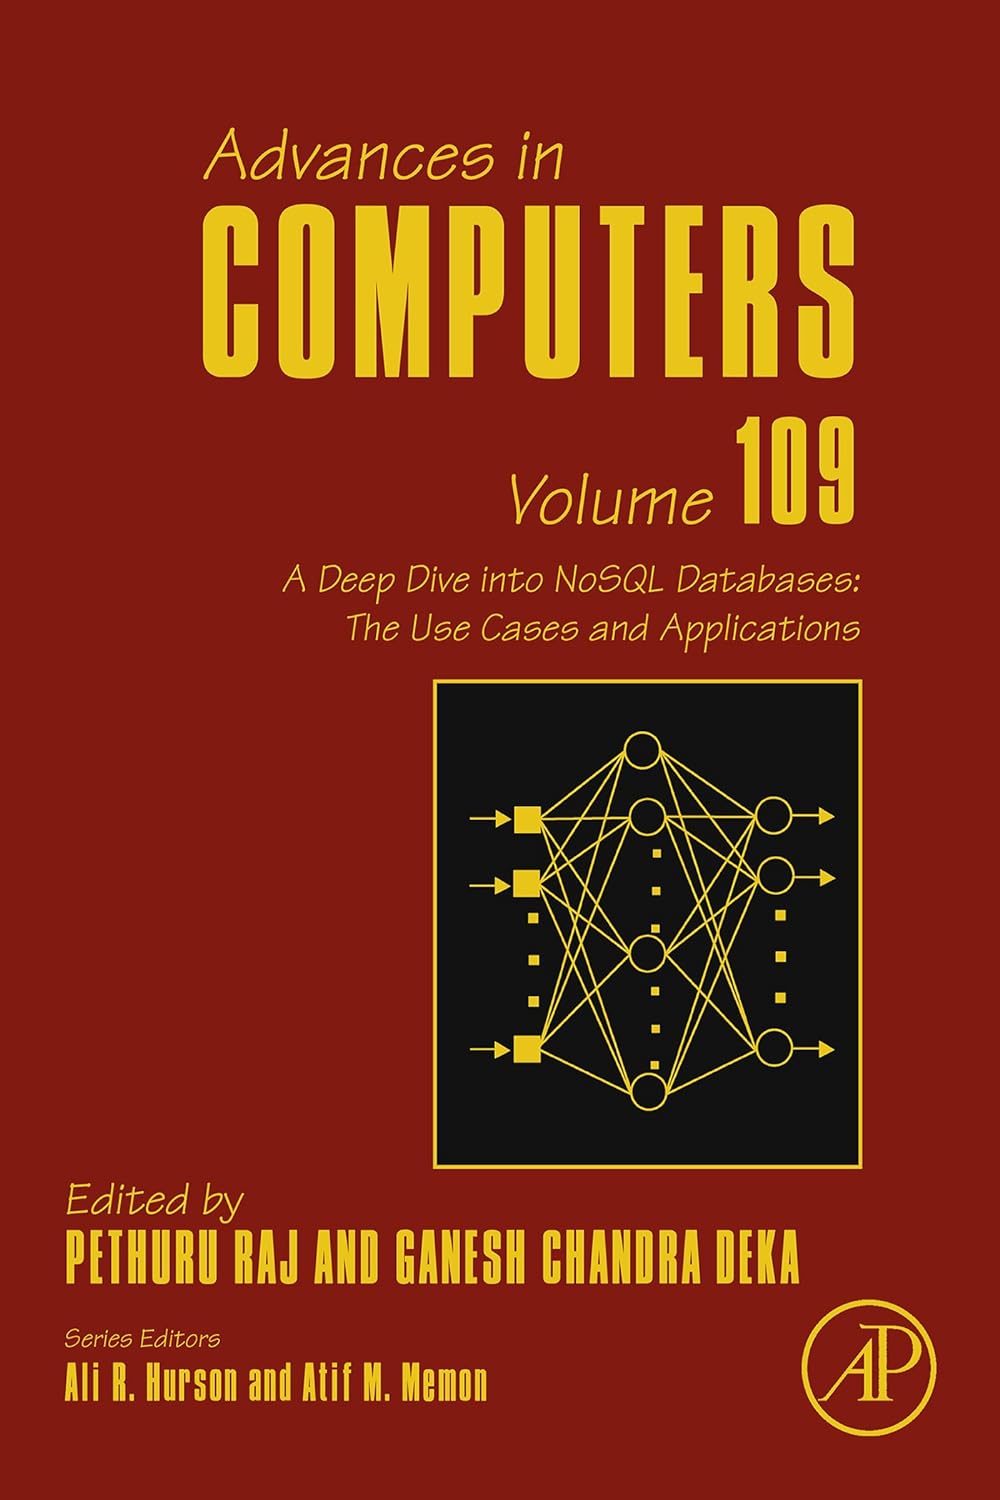 Advances in
COMPUTERS
Volume 109
A Deep Dive into NoSQL Databases:
The Use Cases and Applications
Edited by
PETHURU RAJ AND GANESH CHANDRA DEKA
Series Editors
Ali R. Hurson and Atif M. Memon
AP